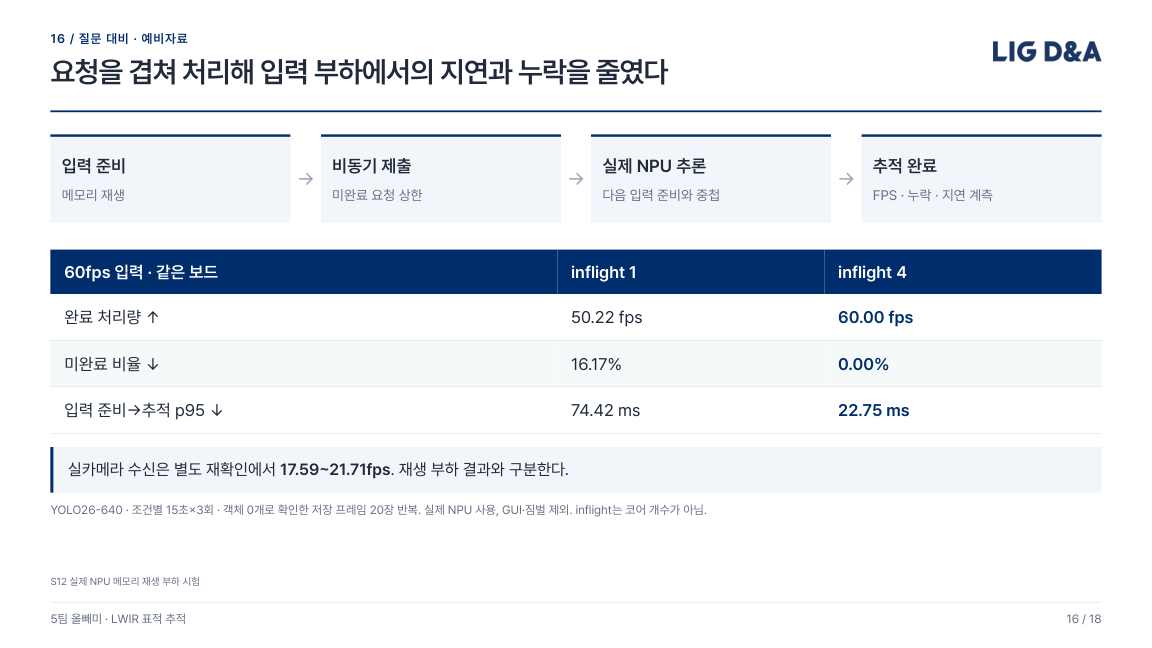 16 / 질문 대비 · 예비자료
요청을 겹쳐 처리해 입력 부하에서의 지연과 누락을 줄였다
LIG D&A
입력 준비
메모리 재생
→
비동기 제출
미완료 요청 상한
→
실제 NPU 추론
다음 입력 준비와 중첩
→
추적 완료
FPS · 누락 · 지연 계측
60fps 입력 · 같은 보드 inflight 1 inflight 4
완료 처리량 ↑ 50.22 fps 60.00 fps
미완료 비율 ↓ 16.17% 0.00%
입력 준비→추적 p95 ↓ 74.42 ms 22.75 ms
실카메라 수신은 별도 재확인에서 17.59~21.71fps. 재생 부하 결과와 구분한다.
YOLO26-640 · 조건별 15초×3회 · 객체 0개로 확인한 저장 프레임 20장 반복. 실제 NPU 사용, GUI·짐벌 제외. inflight는 코어 개수가 아님.
S12 실제 NPU 메모리 재생 부하 시험
5팀 올빼미 · LWIR 표적 추적
16 / 18